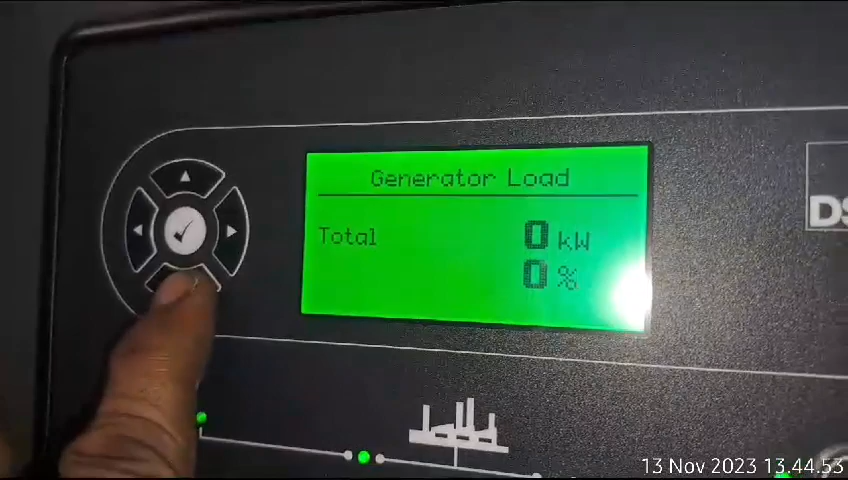 Generator Load
Total 0 kW
0 %
DS
13 Nov 2023 13.44.53